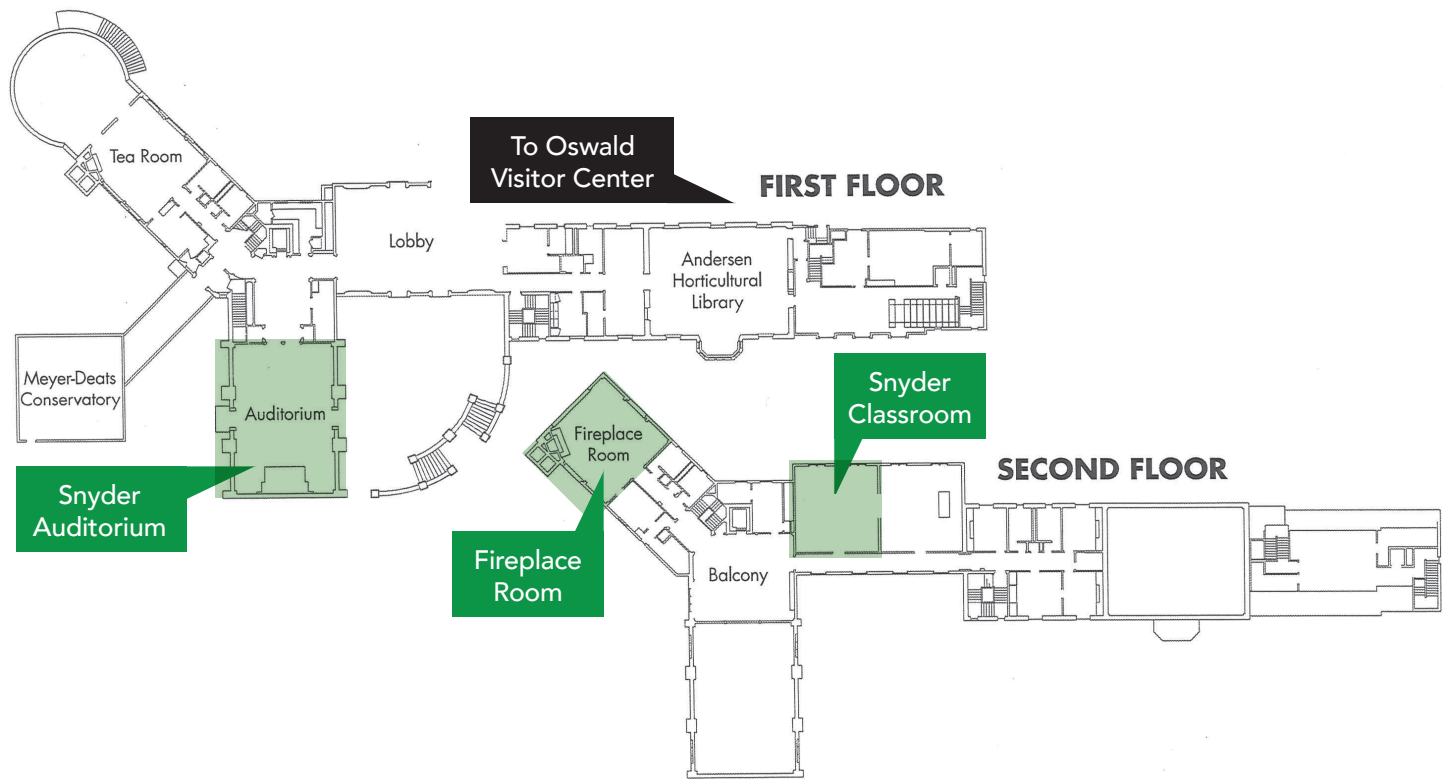 Tea Room
To Oswald
Visitor Center
FIRST FLOOR
Lobby
Andersen
Horticultural
Library
Meyer-Deats
Conservatory
Auditorium
Snyder
Auditorium
Snyder
Classroom
Fireplace
Room
SECOND FLOOR
Fireplace
Room
Balcony